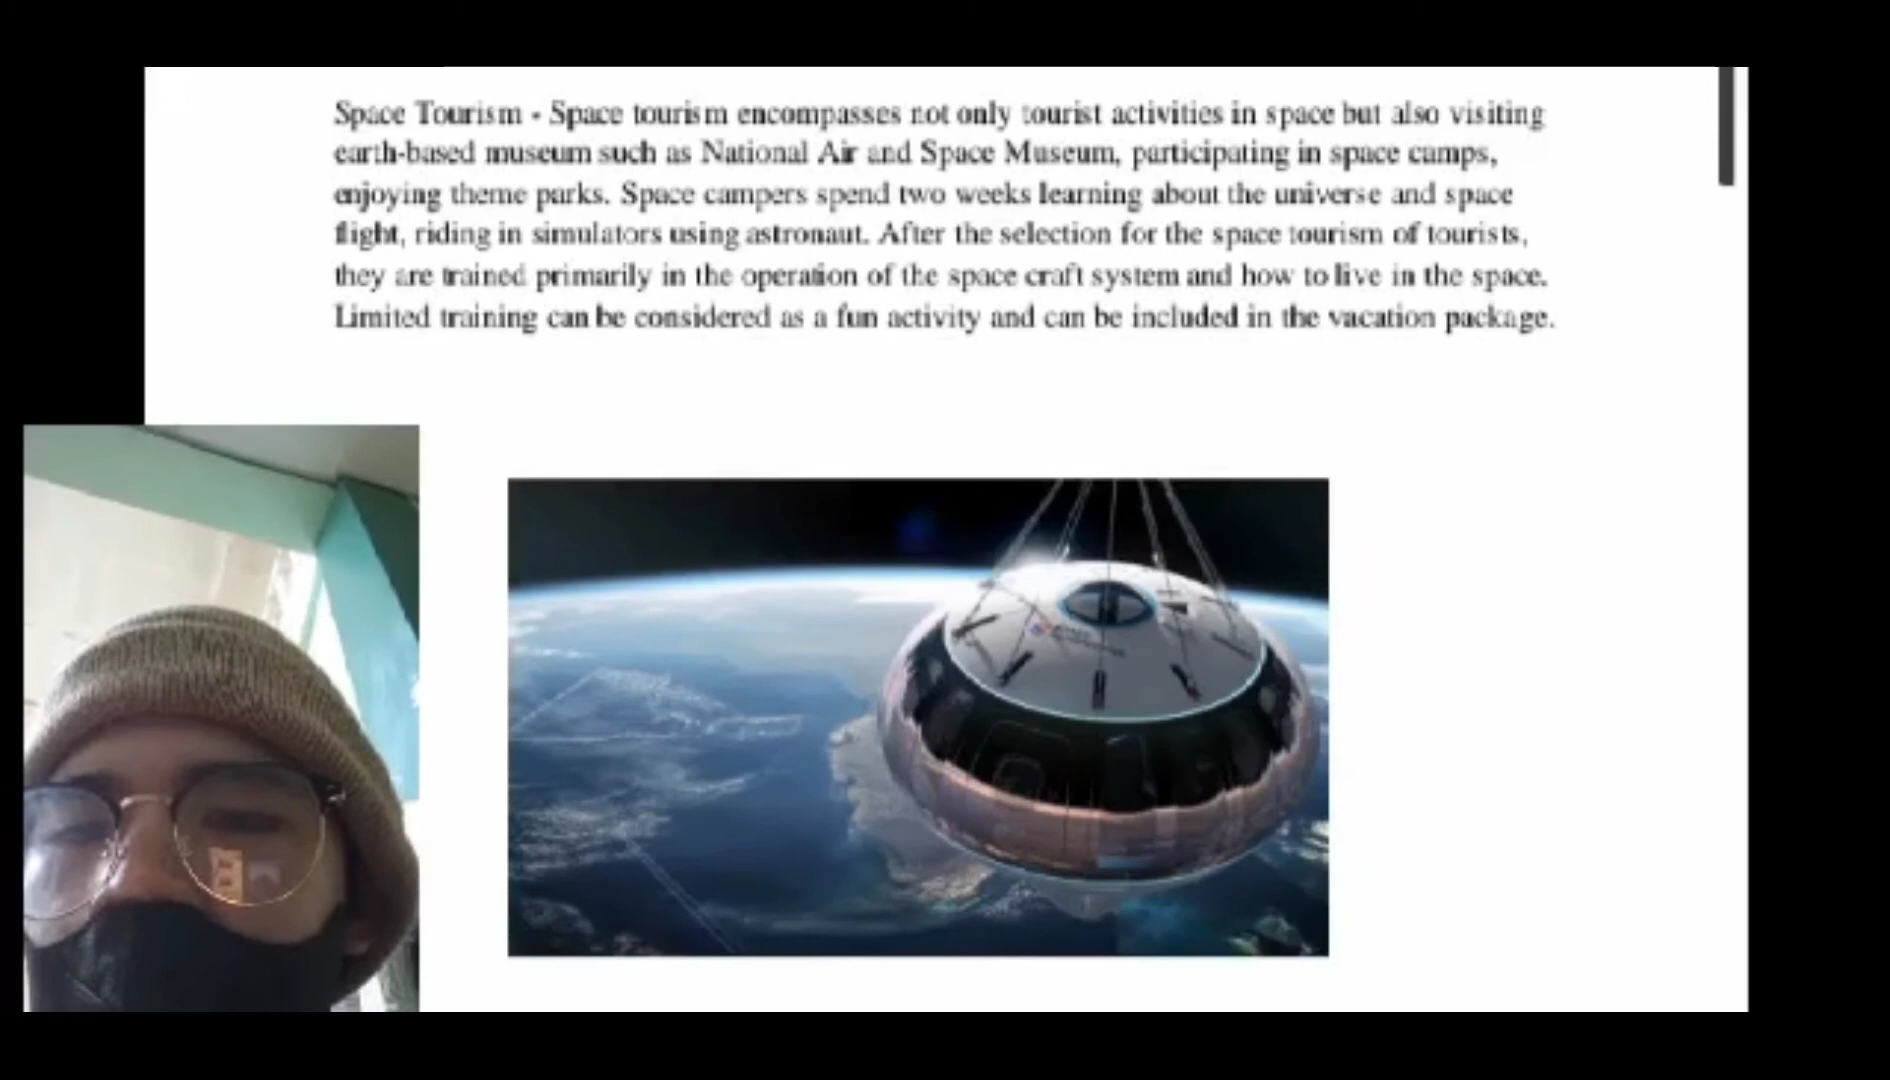 Space Tourism - Space tourism encompasses not only tourist activities in space but also visiting
earth-based museum such as National Air and Space Museum, participating in space camps,
enjoying theme parks. Space campers spend two weeks learning about the universe and space
flight, riding in simulators using astronaut. After the selection for the space tourism of tourists,
they are trained primarily in the operation of the space craft system and how to live in the space.
Limited training can be considered as a fun activity and can be included in the vacation package.